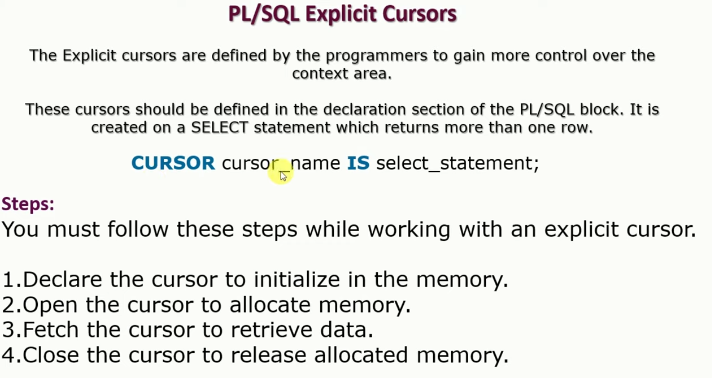 PL/SQL Explicit Cursors
The Explicit cursors are defined by the programmers to gain more control over the
context area.
These cursors should be defined in the declaration section of the PL/SQL block. It is
created on a SELECT statement which returns more than one row.
CURSOR cursor_name IS select_statement;
Steps:
You must follow these steps while working with an explicit cursor.
1.Declare the cursor to initialize in the memory.
2.Open the cursor to allocate memory.
3.Fetch the cursor to retrieve data.
4.Close the cursor to release allocated memory.